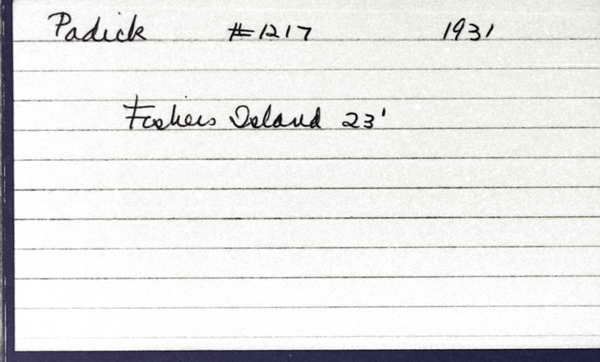 Padick #1217 1931
Fishers Island 23'